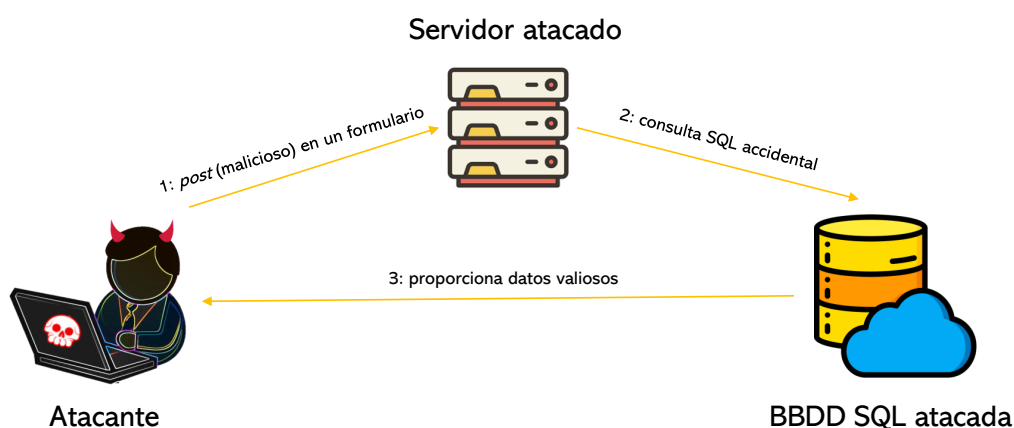 Servidor atacado
1: post (malicioso) en un formulario
2: consulta SQL accidental
3: proporciona datos valiosos
Atacante
BBDD SQL atacada